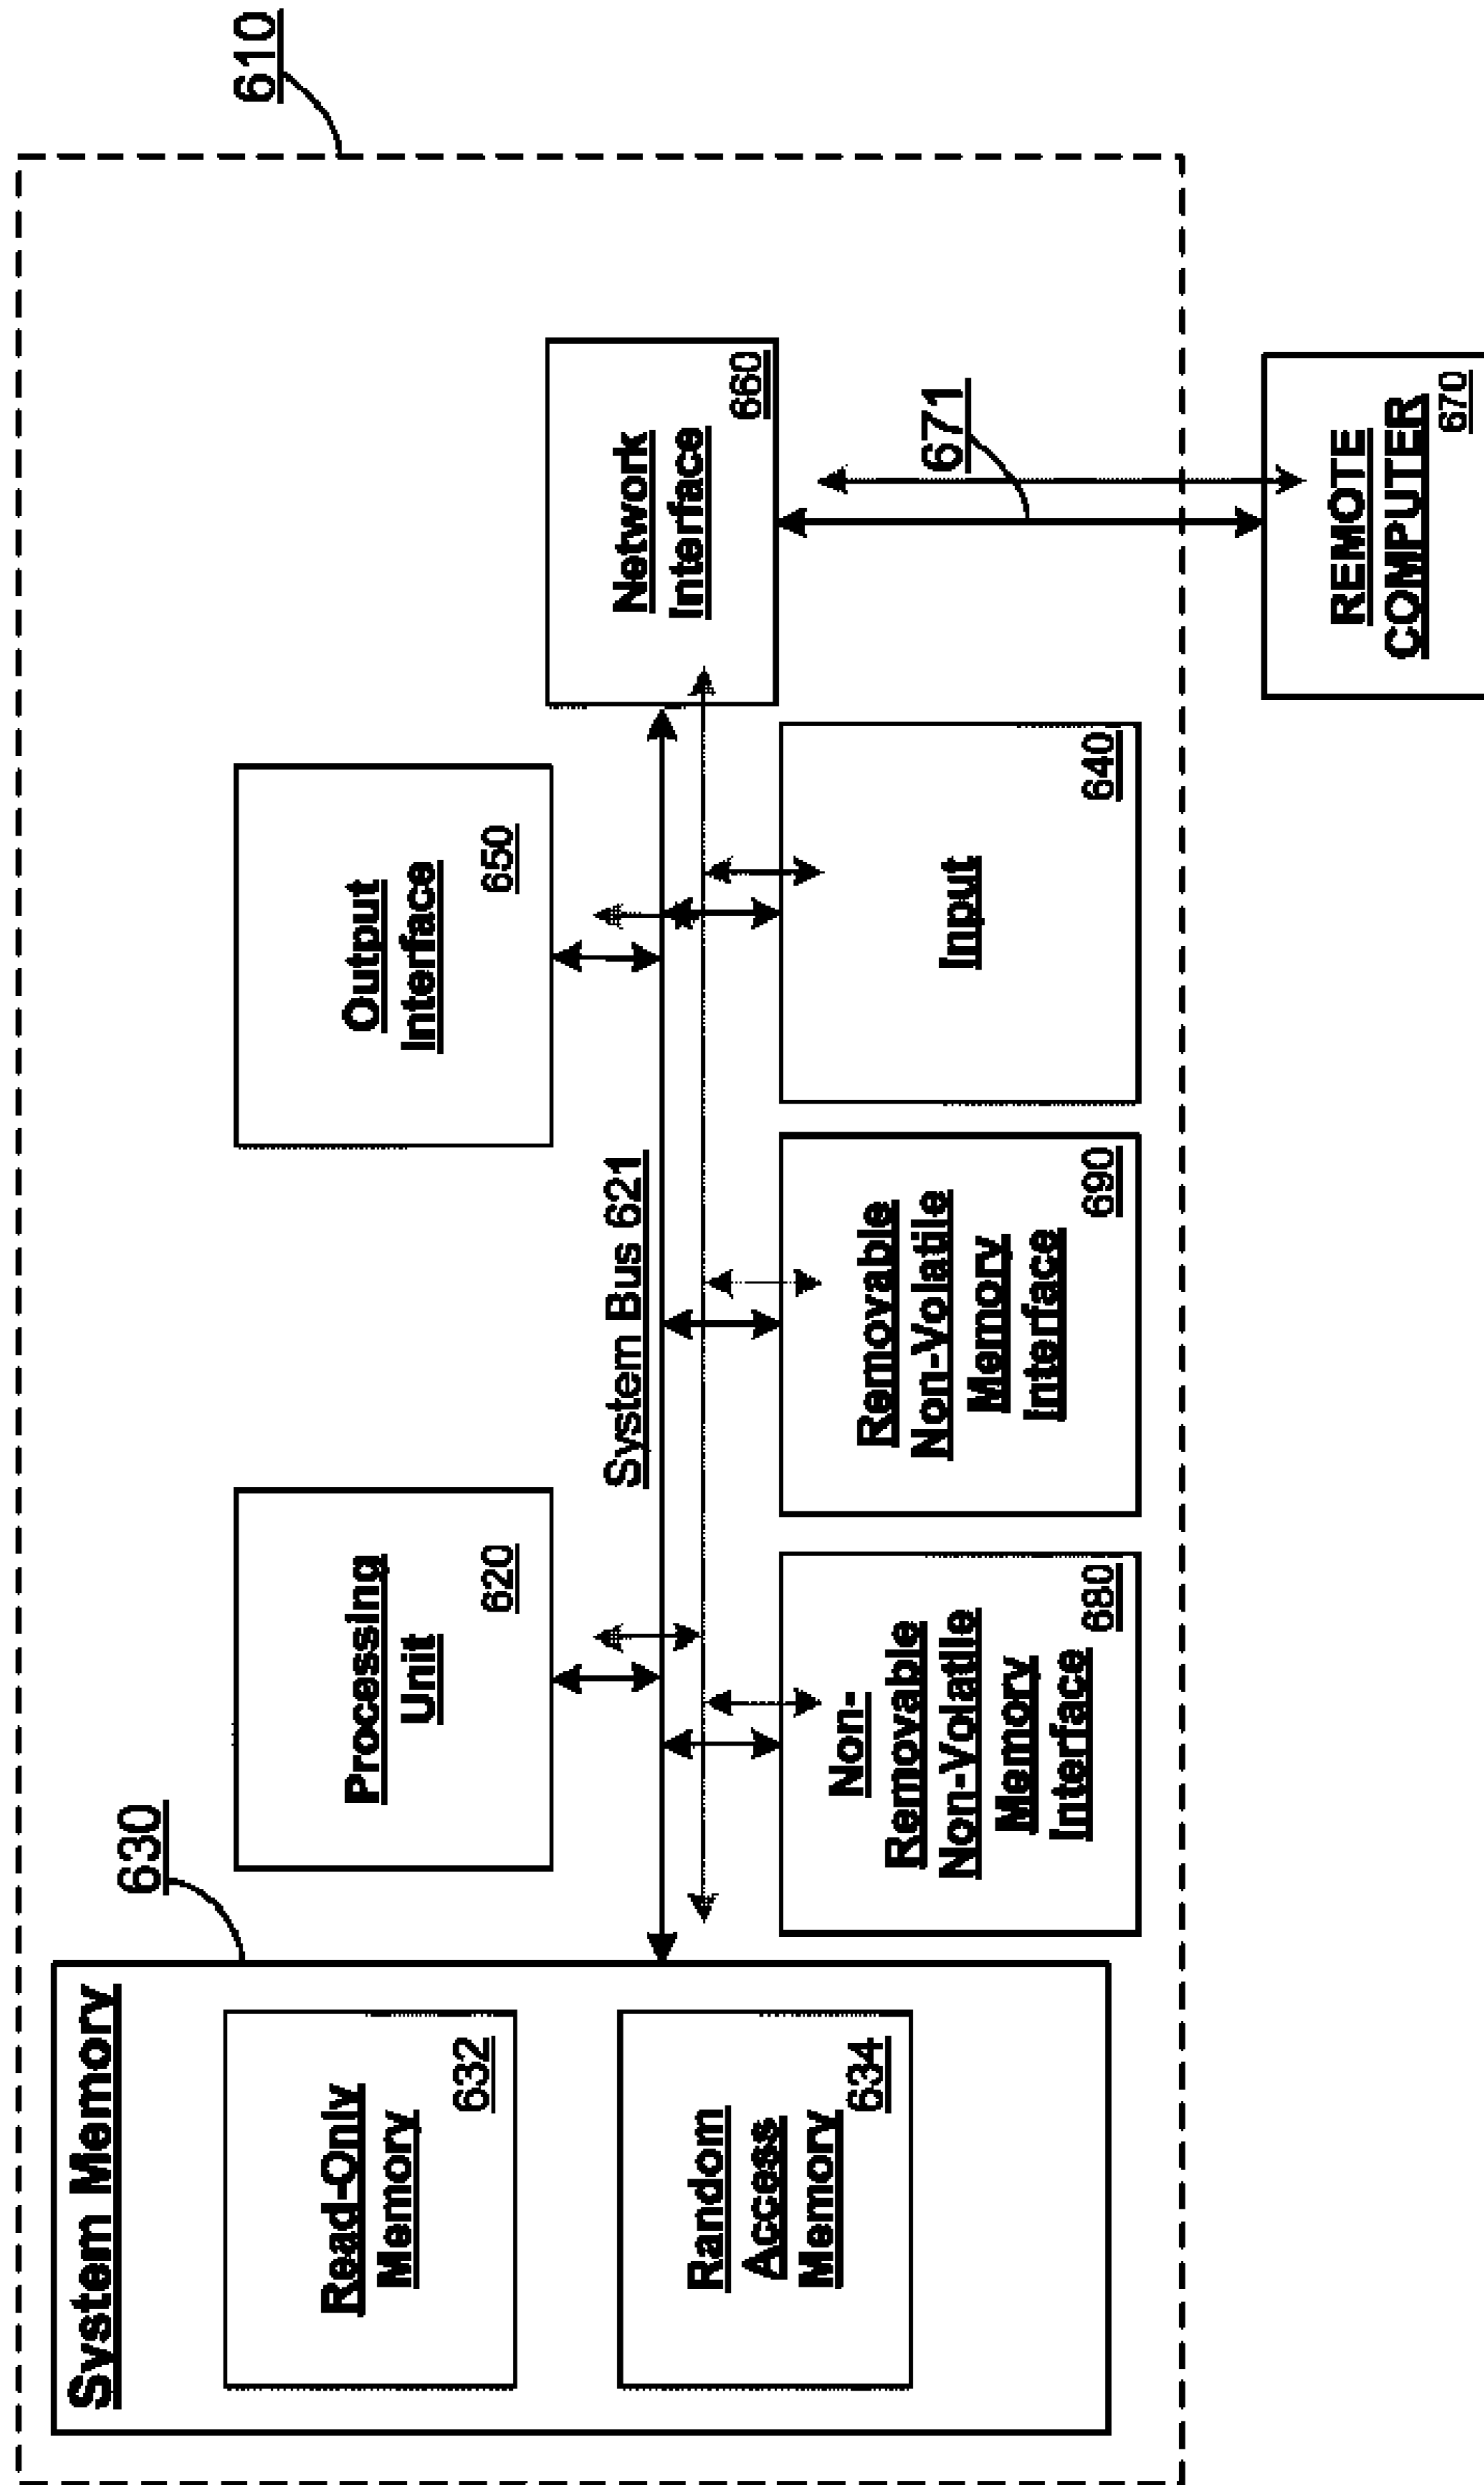 610
System Memory
630
Read-Only
Memory
632
Random
Access
Memory
634
Processing
Unit
620
Output
Interface
650
System Bus 621
Network
Interface
660
Non-
Removable
Non-Volatile
Memory
Interface
680
Removable
Non-Volatile
Memory
Interface
690
Input
640
671
REMOTE
COMPUTER
670